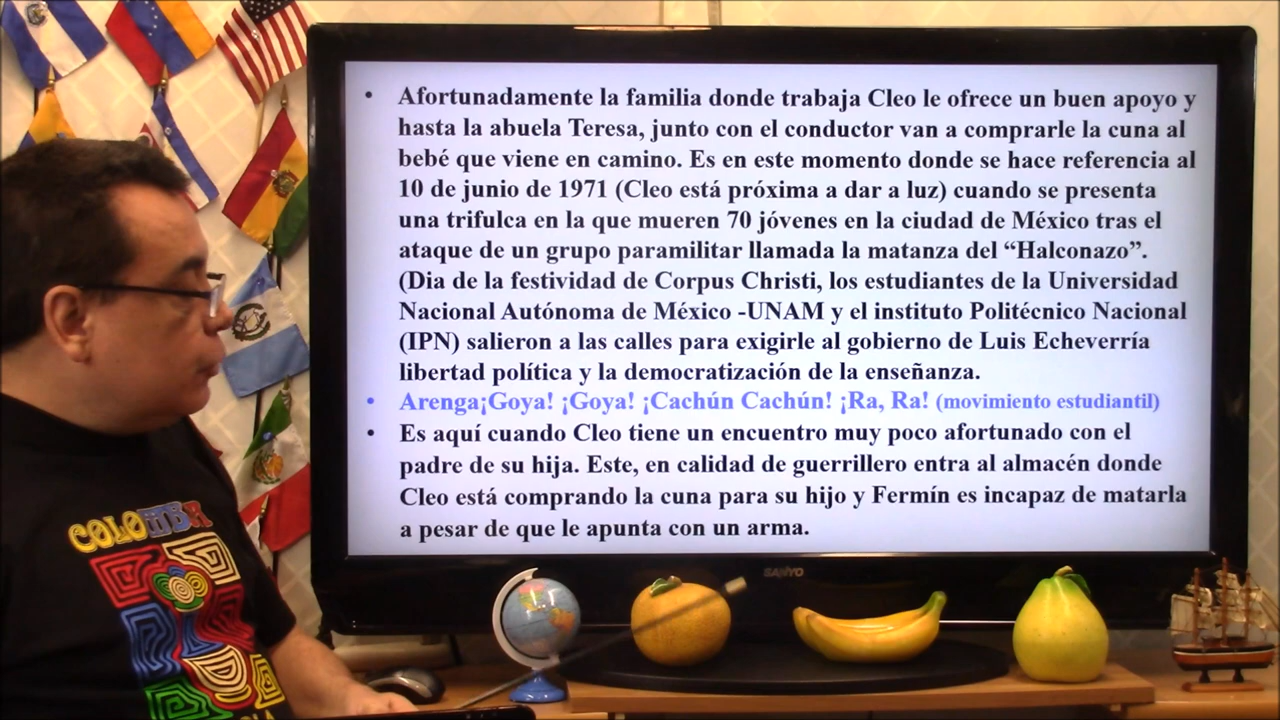 • Afortunadamente la familia donde trabaja Cleo le ofrece un buen apoyo y
hasta la abuela Teresa, junto con el conductor van a comprarle la cuna al
bebé que viene en camino. Es en este momento donde se hace referencia al
10 de junio de 1971 (Cleo está próxima a dar a luz) cuando se presenta
una trifulca en la que mueren 70 jóvenes en la ciudad de México tras el
ataque de un grupo paramilitar llamada la matanza del “Halconazo”.
(Dia de la festividad de Corpus Christi, los estudiantes de la Universidad
Nacional Autónoma de México -UNAM y el instituto Politécnico Nacional
(IPN) salieron a las calles para exigirle al gobierno de Luis Echeverría
libertad política y la democratización de la enseñanza.
• Arenga¡Goya! ¡Goya! ¡Cachún Cachún! ¡Ra, Ra! (movimiento estudiantil)
• Es aquí cuando Cleo tiene un encuentro muy poco afortunado con el
padre de su hija. Este, en calidad de guerrillero entra al almacén donde
Cleo está comprando la cuna para su hijo y Fermín es incapaz de matarla
a pesar de que le apunta con un arma.
SANYO